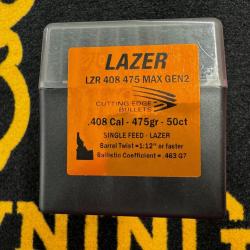 LAZER
LZR 408 475 MAX GEN2
CUTTING EDGE
BULLETS
.408 Cal - 475gr - 50ct
SINGLE FEED - LAZER
Barrel Twist = 1:12" or faster
Ballistic Coefficient = .463 G7
NING